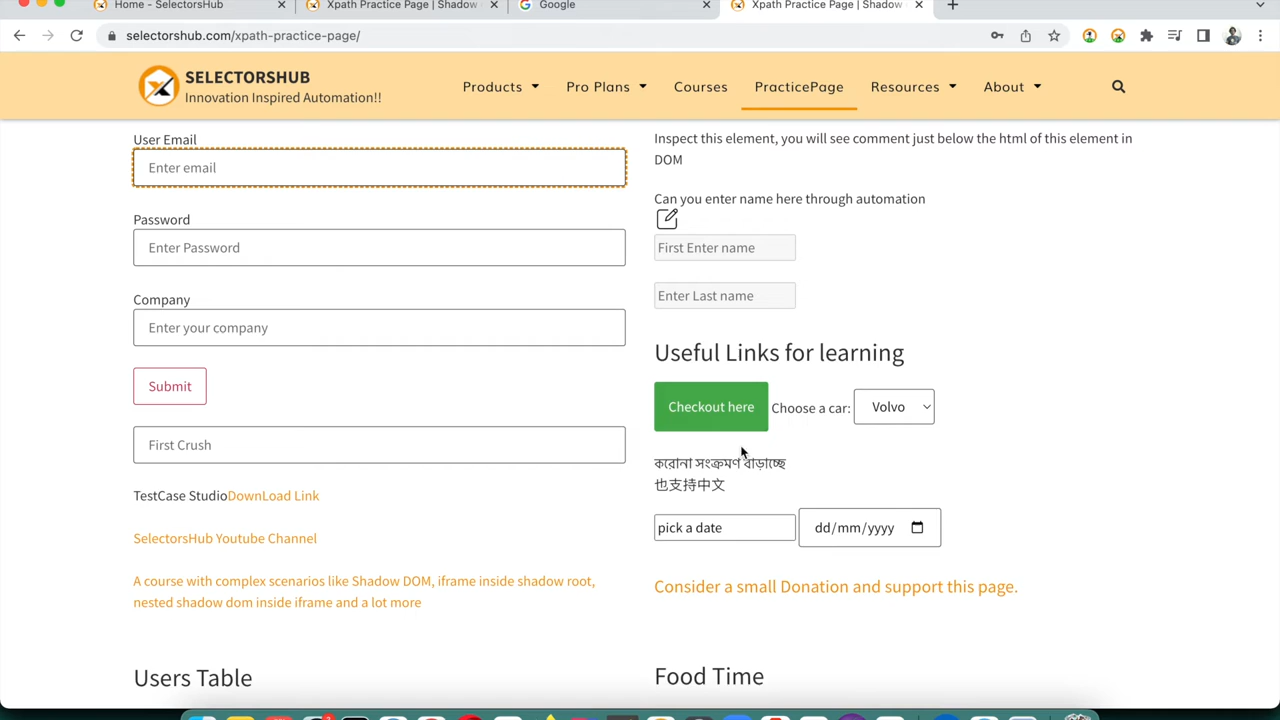 Home - SelectorsHub
Xpath Practice Page | Shadow
Google
Xpath Practice Page | Shadow
selectorshub.com/xpath-practice-page/
SELECTORSHUB
Innovation Inspired Automation!!
Products
Pro Plans
Courses
PracticePage
Resources
About
User Email
Enter email
Password
Enter Password
Company
Enter your company
Submit
First Crush
TestCase StudioDownLoad Link
SelectorsHub Youtube Channel
A course with complex scenarios like Shadow DOM, iframe inside shadow root,
nested shadow dom inside iframe and a lot more
Users Table
Inspect this element, you will see comment just below the html of this element in
DOM
Can you enter name here through automation
First Enter name
Enter Last name
Useful Links for learning
Checkout here
Choose a car:
Volvo
করোনা সংক্রমণ বাড়াচ্ছে
也支持中文
pick a date
dd/mm/yyyy
Consider a small Donation and support this page.
Food Time